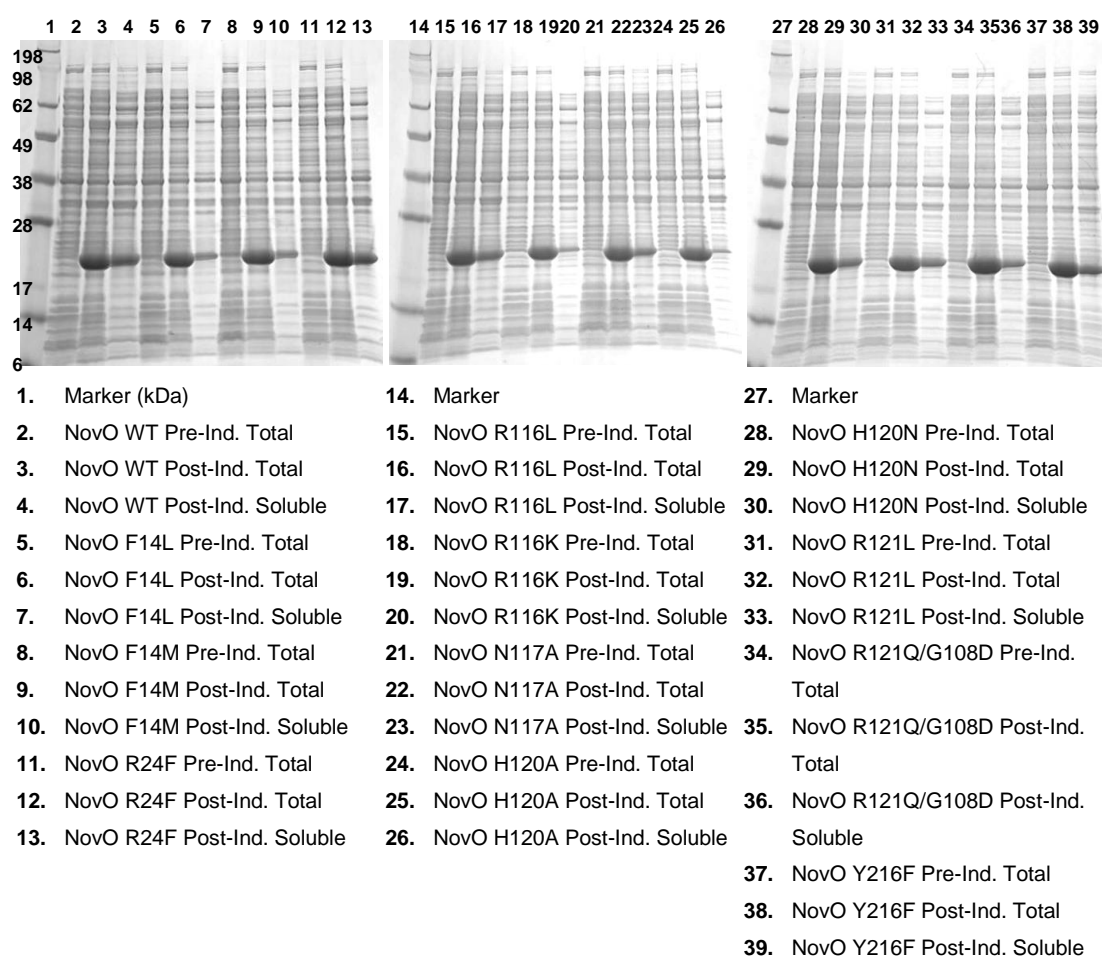 1 2 3 4 5 6 7 8 9 10 11 12 13
14 15 16 17 18 1920 21 222324 25 26
27 28 29 30 31 32 33 34 3536 37 38 39
198
98
62
49
38
28
17
14
6
1. Marker (kDa)
2. NovO WT Pre-Ind. Total
3. NovO WT Post-Ind. Total
4. NovO WT Post-Ind. Soluble
5. NovO F14L Pre-Ind. Total
6. NovO F14L Post-Ind. Total
7. NovO F14L Post-Ind. Soluble
8. NovO F14M Pre-Ind. Total
9. NovO F14M Post-Ind. Total
10. NovO F14M Post-Ind. Soluble
11. NovO R24F Pre-Ind. Total
12. NovO R24F Post-Ind. Total
13. NovO R24F Post-Ind. Soluble
14. Marker
15. NovO R116L Pre-Ind. Total
16. NovO R116L Post-Ind. Total
17. NovO R116L Post-Ind. Soluble
18. NovO R116K Pre-Ind. Total
19. NovO R116K Post-Ind. Total
20. NovO R116K Post-Ind. Soluble
21. NovO N117A Pre-Ind. Total
22. NovO N117A Post-Ind. Total
23. NovO N117A Post-Ind. Soluble
24. NovO H120A Pre-Ind. Total
25. NovO H120A Post-Ind. Total
26. NovO H120A Post-Ind. Soluble
27. Marker
28. NovO H120N Pre-Ind. Total
29. NovO H120N Post-Ind. Total
30. NovO H120N Post-Ind. Soluble
31. NovO R121L Pre-Ind. Total
32. NovO R121L Post-Ind. Total
33. NovO R121L Post-Ind. Soluble
34. NovO R121Q/G108D Pre-Ind.
Total
35. NovO R121Q/G108D Post-Ind.
Total
36. NovO R121Q/G108D Post-Ind.
Soluble
37. NovO Y216F Pre-Ind. Total
38. NovO Y216F Post-Ind. Total
39. NovO Y216F Post-Ind. Soluble